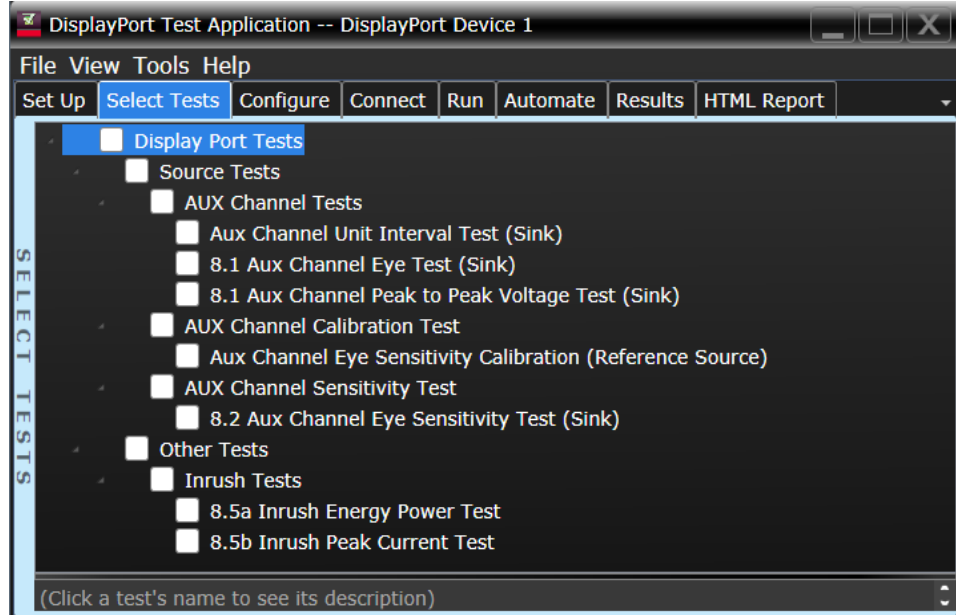 DisplayPort Test Application -- DisplayPort Device 1
File View Tools Help
Set Up Select Tests Configure Connect Run Automate Results HTML Report
SELECT TESTS
Display Port Tests
Source Tests
AUX Channel Tests
Aux Channel Unit Interval Test (Sink)
8.1 Aux Channel Eye Test (Sink)
8.1 Aux Channel Peak to Peak Voltage Test (Sink)
AUX Channel Calibration Test
Aux Channel Eye Sensitivity Calibration (Reference Source)
AUX Channel Sensitivity Test
8.2 Aux Channel Eye Sensitivity Test (Sink)
Other Tests
Inrush Tests
8.5a Inrush Energy Power Test
8.5b Inrush Peak Current Test
(Click a test's name to see its description)